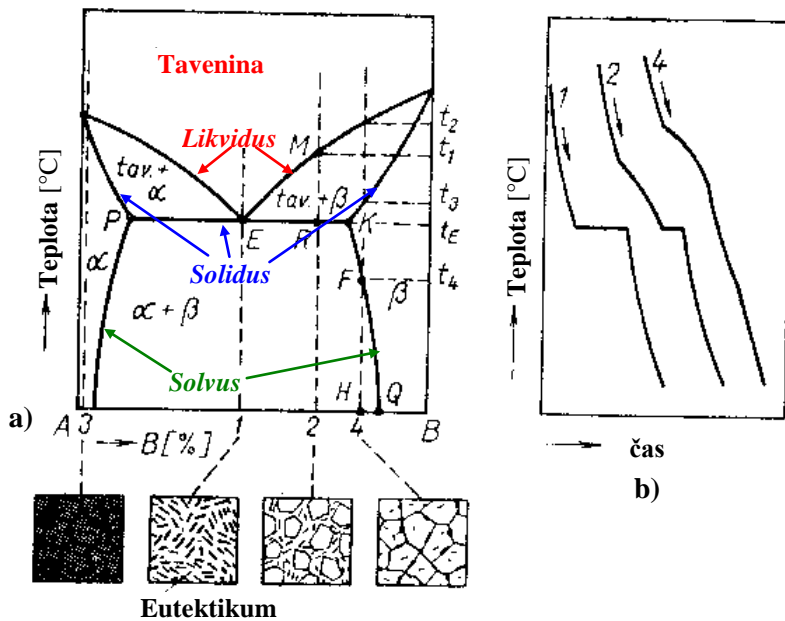 Tavenina
Likvidus
M
t₂
t₁
tav.+
α
tav.+β
t₃
P
E
R
K
t_E
α
Solidus
F
β
t₄
α+β
Solvus
H
Q
a)
A
3
1
2
4
B
B[%]
Teplota [°C]
Eutektikum
1
2
4
Teplota [°C]
čas
b)